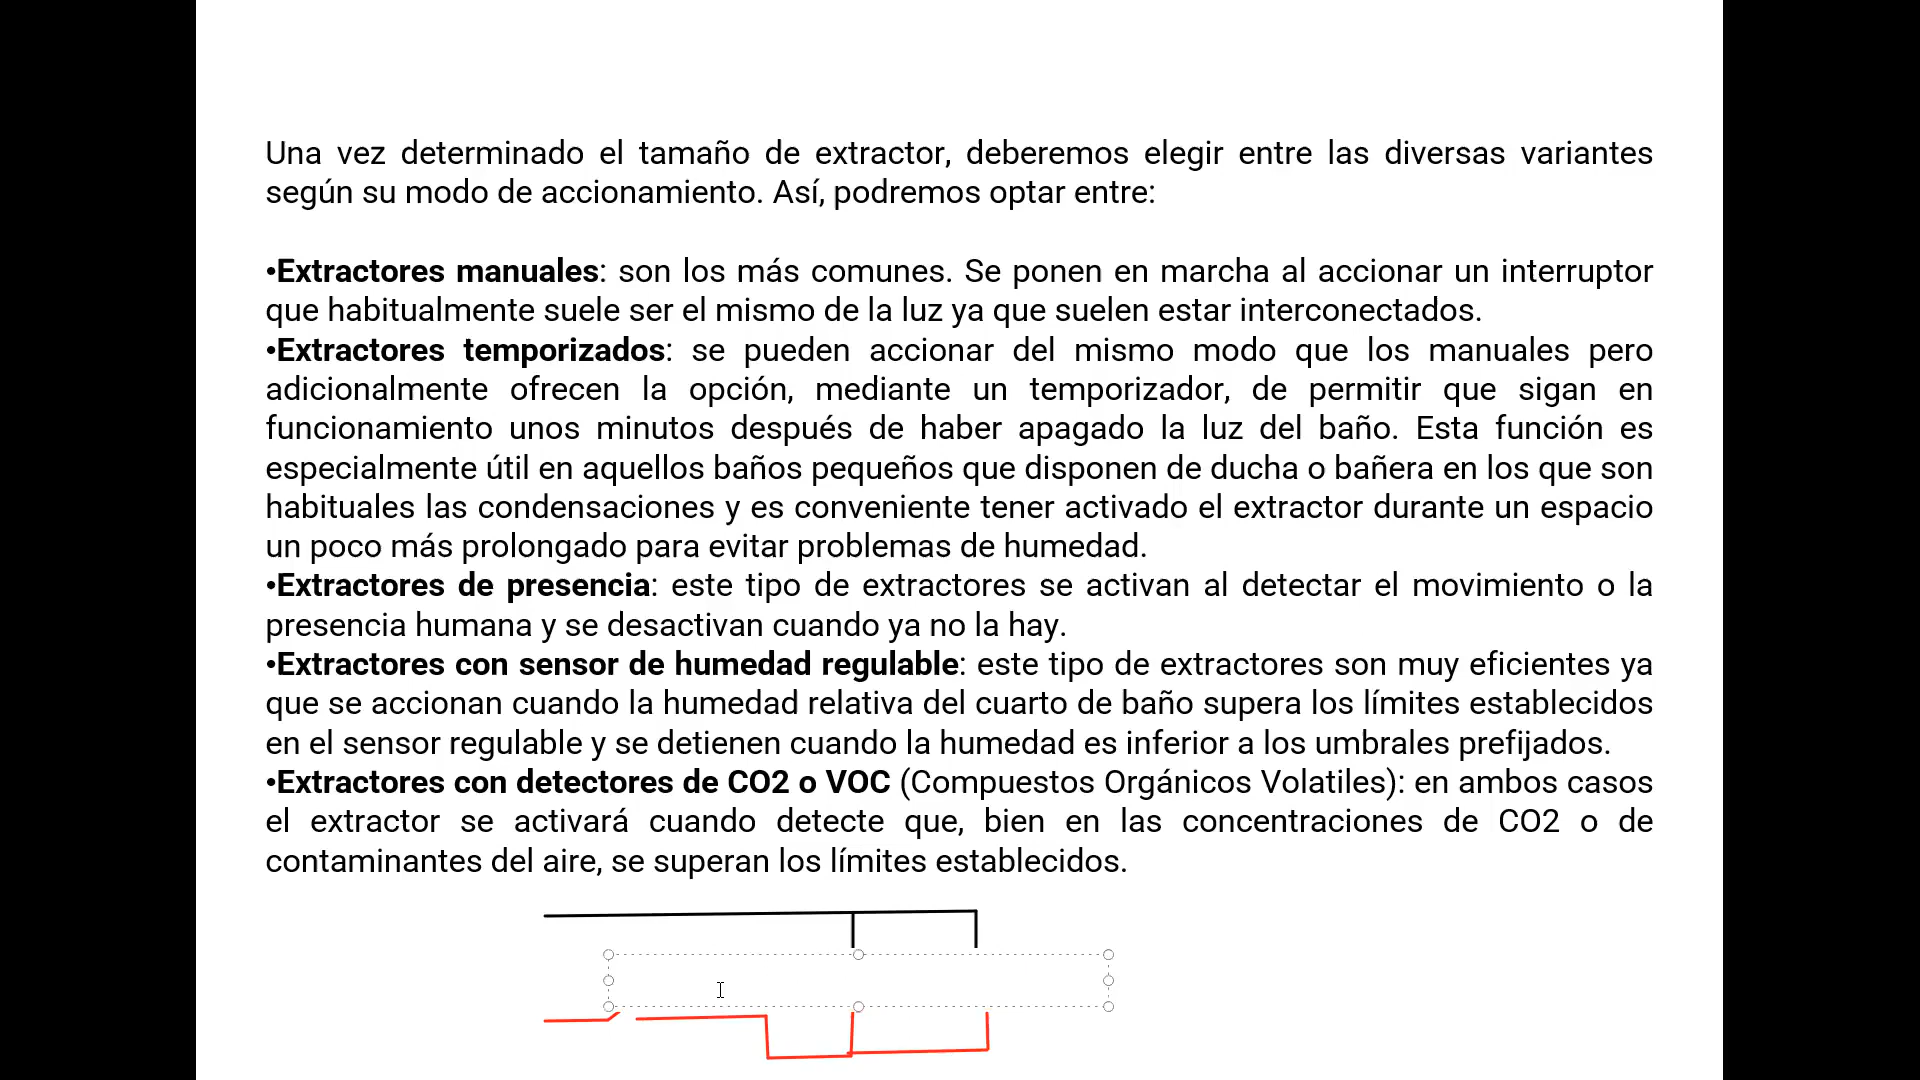 Una vez determinado el tamaño de extractor, deberemos elegir entre las diversas variantes
según su modo de accionamiento. Así, podremos optar entre:
•Extractores manuales: son los más comunes. Se ponen en marcha al accionar un interruptor
que habitualmente suele ser el mismo de la luz ya que suelen estar interconectados.
•Extractores temporizados: se pueden accionar del mismo modo que los manuales pero
adicionalmente ofrecen la opción, mediante un temporizador, de permitir que sigan en
funcionamiento unos minutos después de haber apagado la luz del baño. Esta función es
especialmente útil en aquellos baños pequeños que disponen de ducha o bañera en los que son
habituales las condensaciones y es conveniente tener activado el extractor durante un espacio
un poco más prolongado para evitar problemas de humedad.
•Extractores de presencia: este tipo de extractores se activan al detectar el movimiento o la
presencia humana y se desactivan cuando ya no la hay.
•Extractores con sensor de humedad regulable: este tipo de extractores son muy eficientes ya
que se accionan cuando la humedad relativa del cuarto de baño supera los límites establecidos
en el sensor regulable y se detienen cuando la humedad es inferior a los umbrales prefijados.
•Extractores con detectores de CO2 o VOC (Compuestos Orgánicos Volatiles): en ambos casos
el extractor se activará cuando detecte que, bien en las concentraciones de CO2 o de
contaminantes del aire, se superan los límites establecidos.